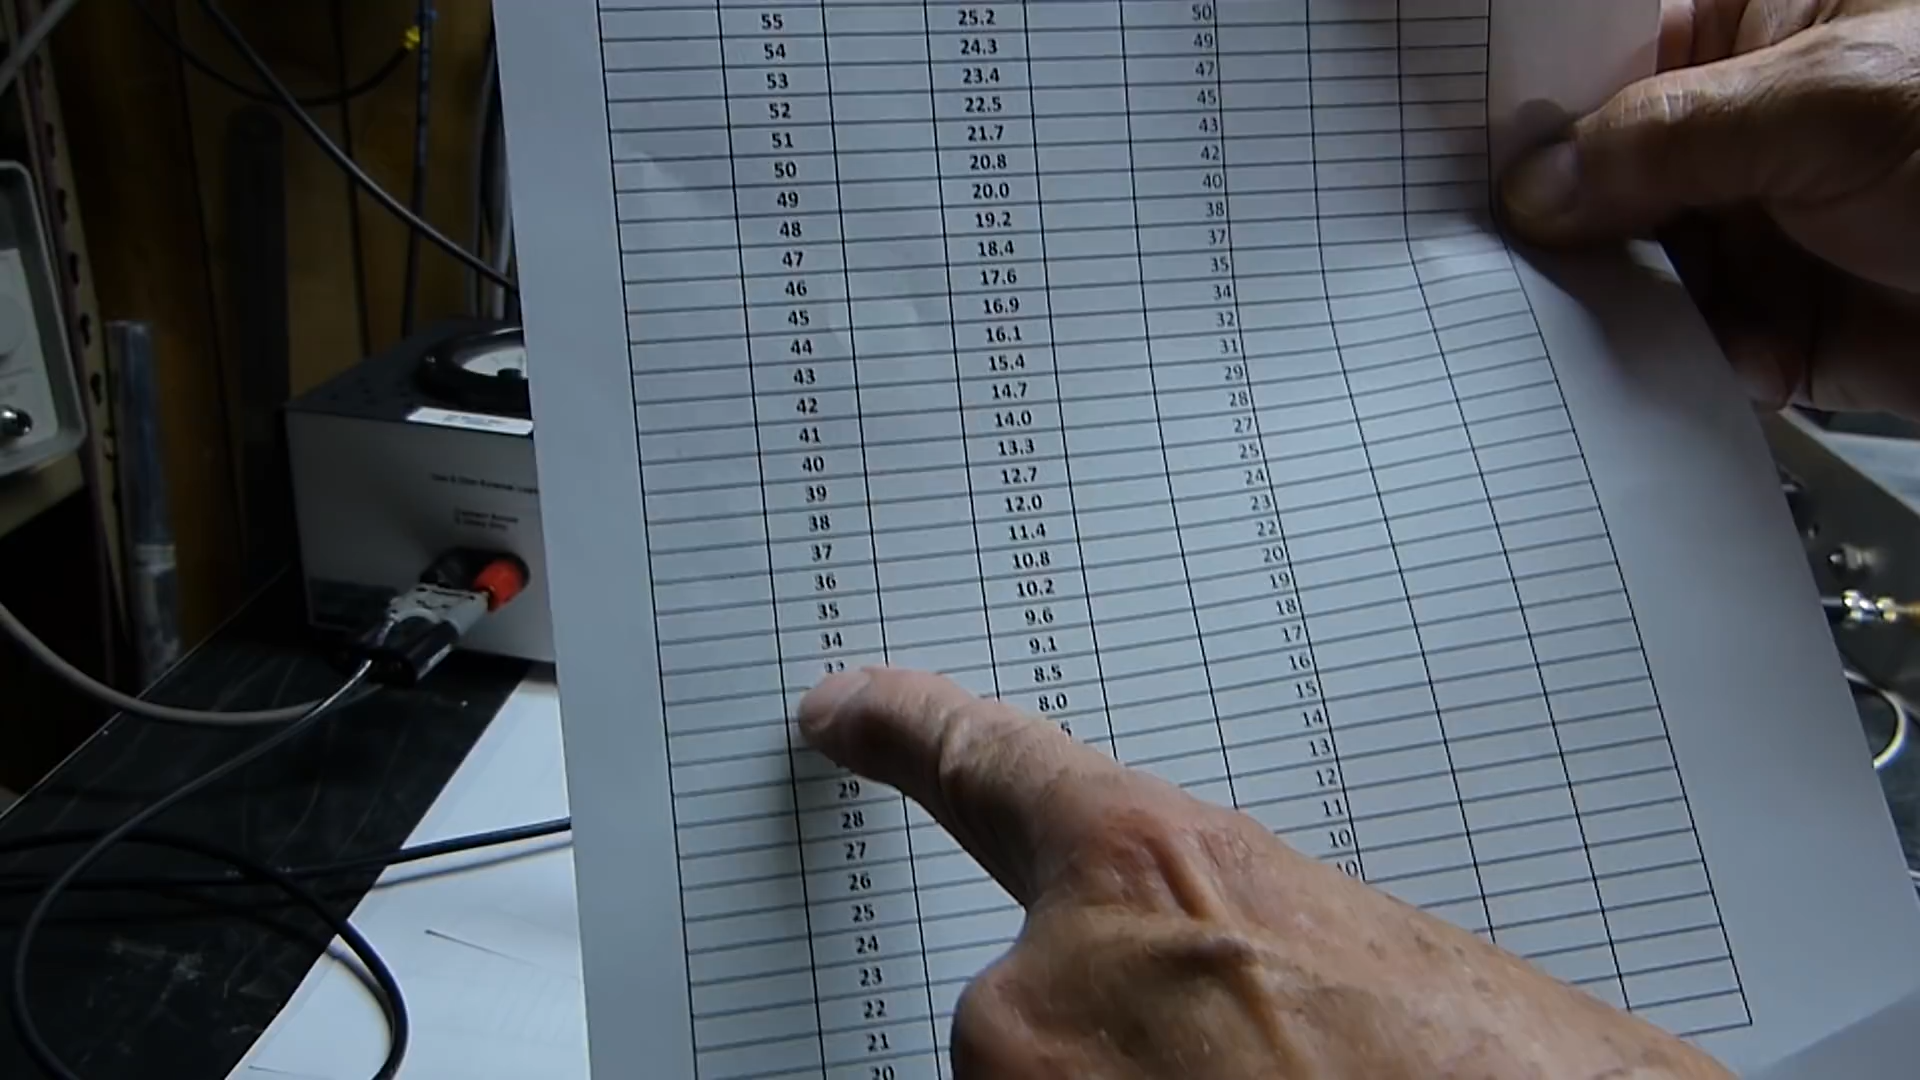 55 25.2 50
54 24.3 49
53 23.4 47
52 22.5 45
51 21.7 43
50 20.8 42
49 20.0 40
48 19.2 38
47 18.4 37
46 17.6 35
45 16.9 34
44 16.1 32
43 15.4 31
42 14.7 29
41 14.0 28
40 13.3 27
39 12.7 25
38 12.0 24
37 11.4 23
36 10.8 22
35 10.2 20
34 9.6 19
9.1 18
8.5 17
8.0 16
15
29 14
28 13
27 12
26 11
25 10
24 10
23
22
21
20